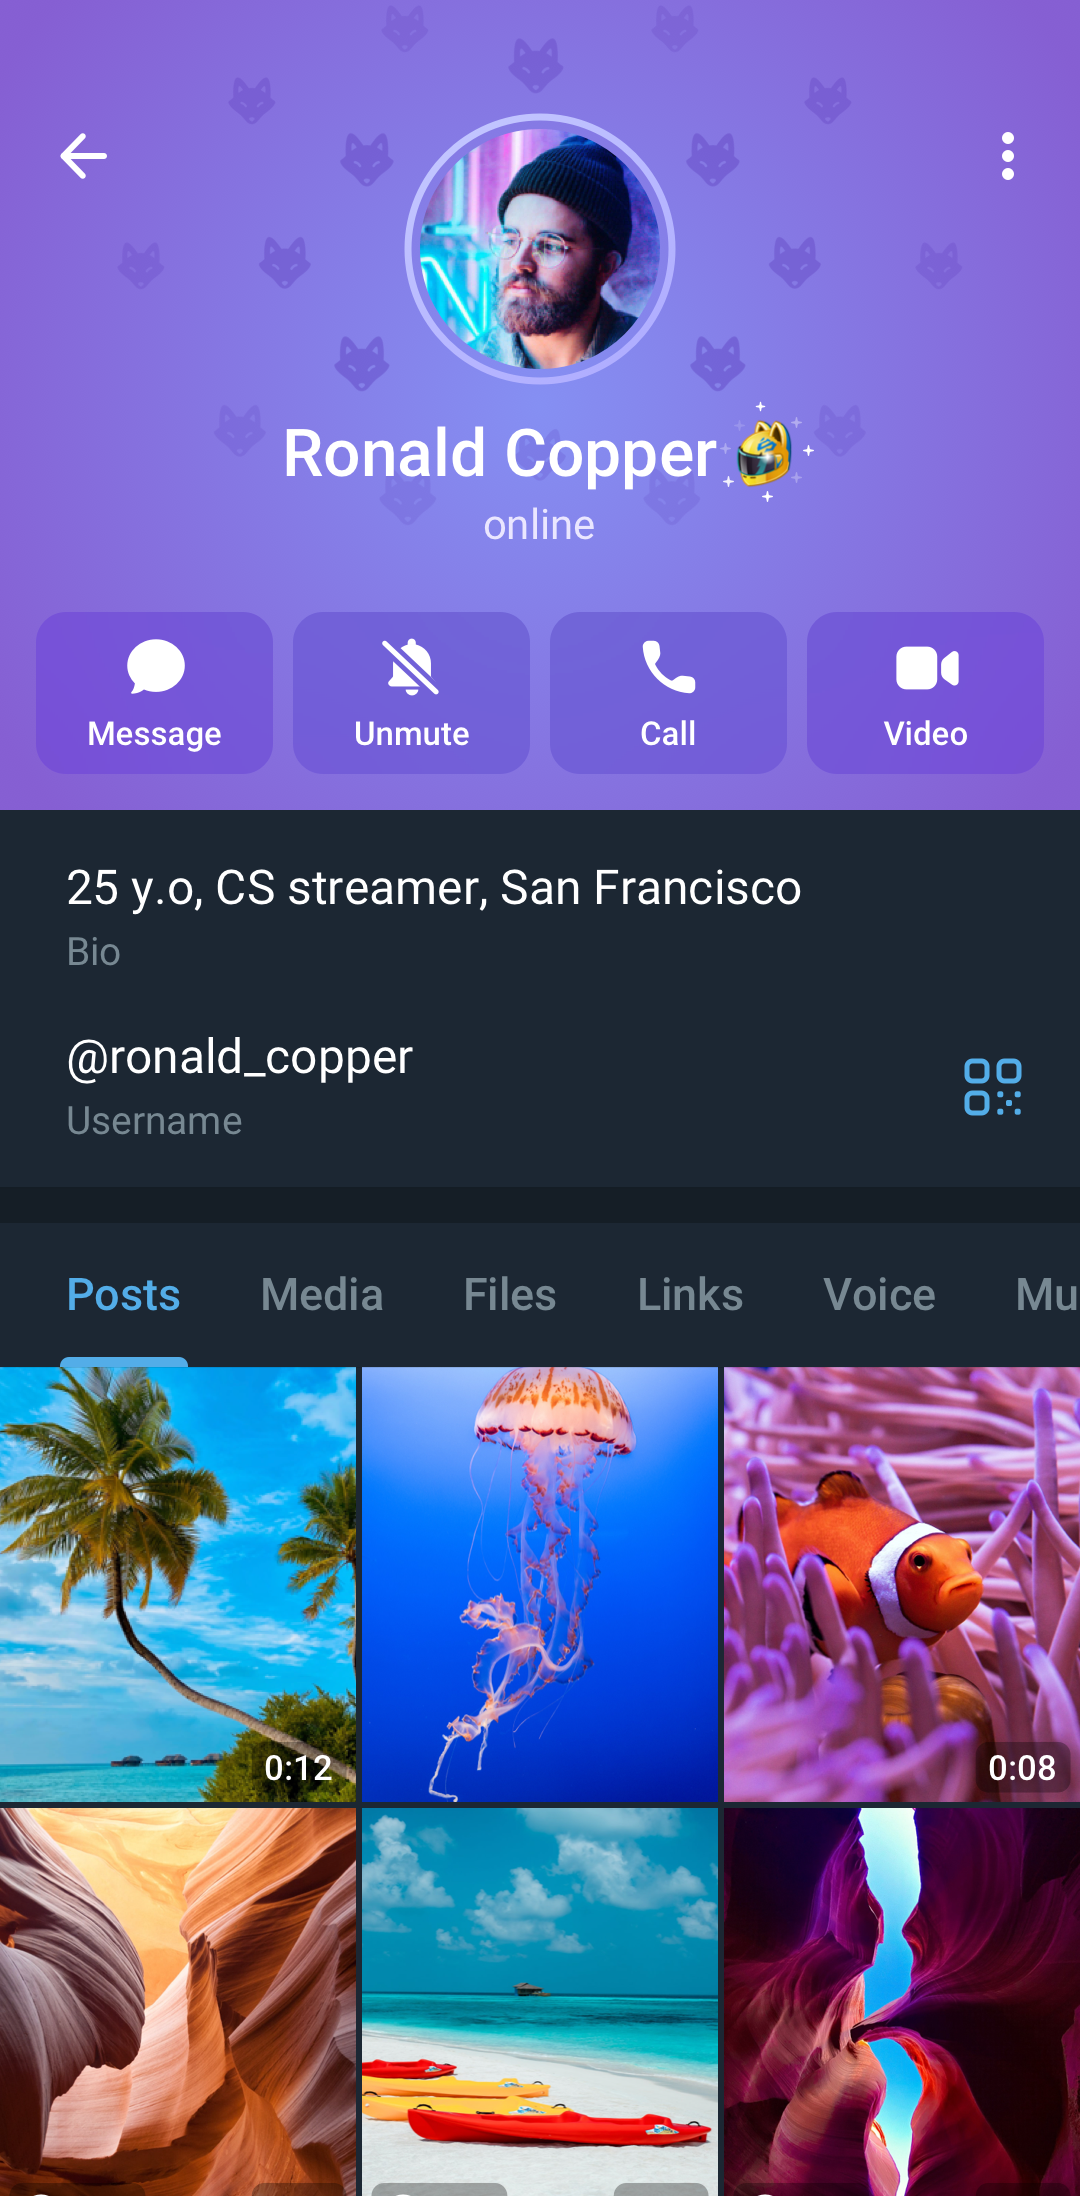 Ronald Copper
online
Message
Unmute
Call
Video
25 y.o, CS streamer, San Francisco
Bio
@ronald_copper
Username
Posts Media Files Links Voice Mu
0:12
0:08